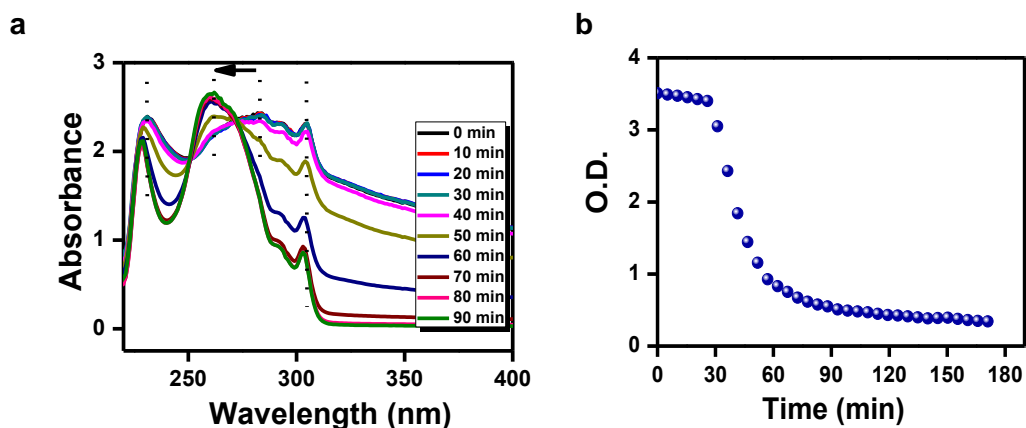 a
3
2
1
0
Absorbance
250
300
350
400
Wavelength (nm)
0 min
10 min
20 min
30 min
40 min
50 min
60 min
70 min
80 min
90 min
b
4
3
2
1
0
O.D.
0
30
60
90
120
150
180
Time (min)